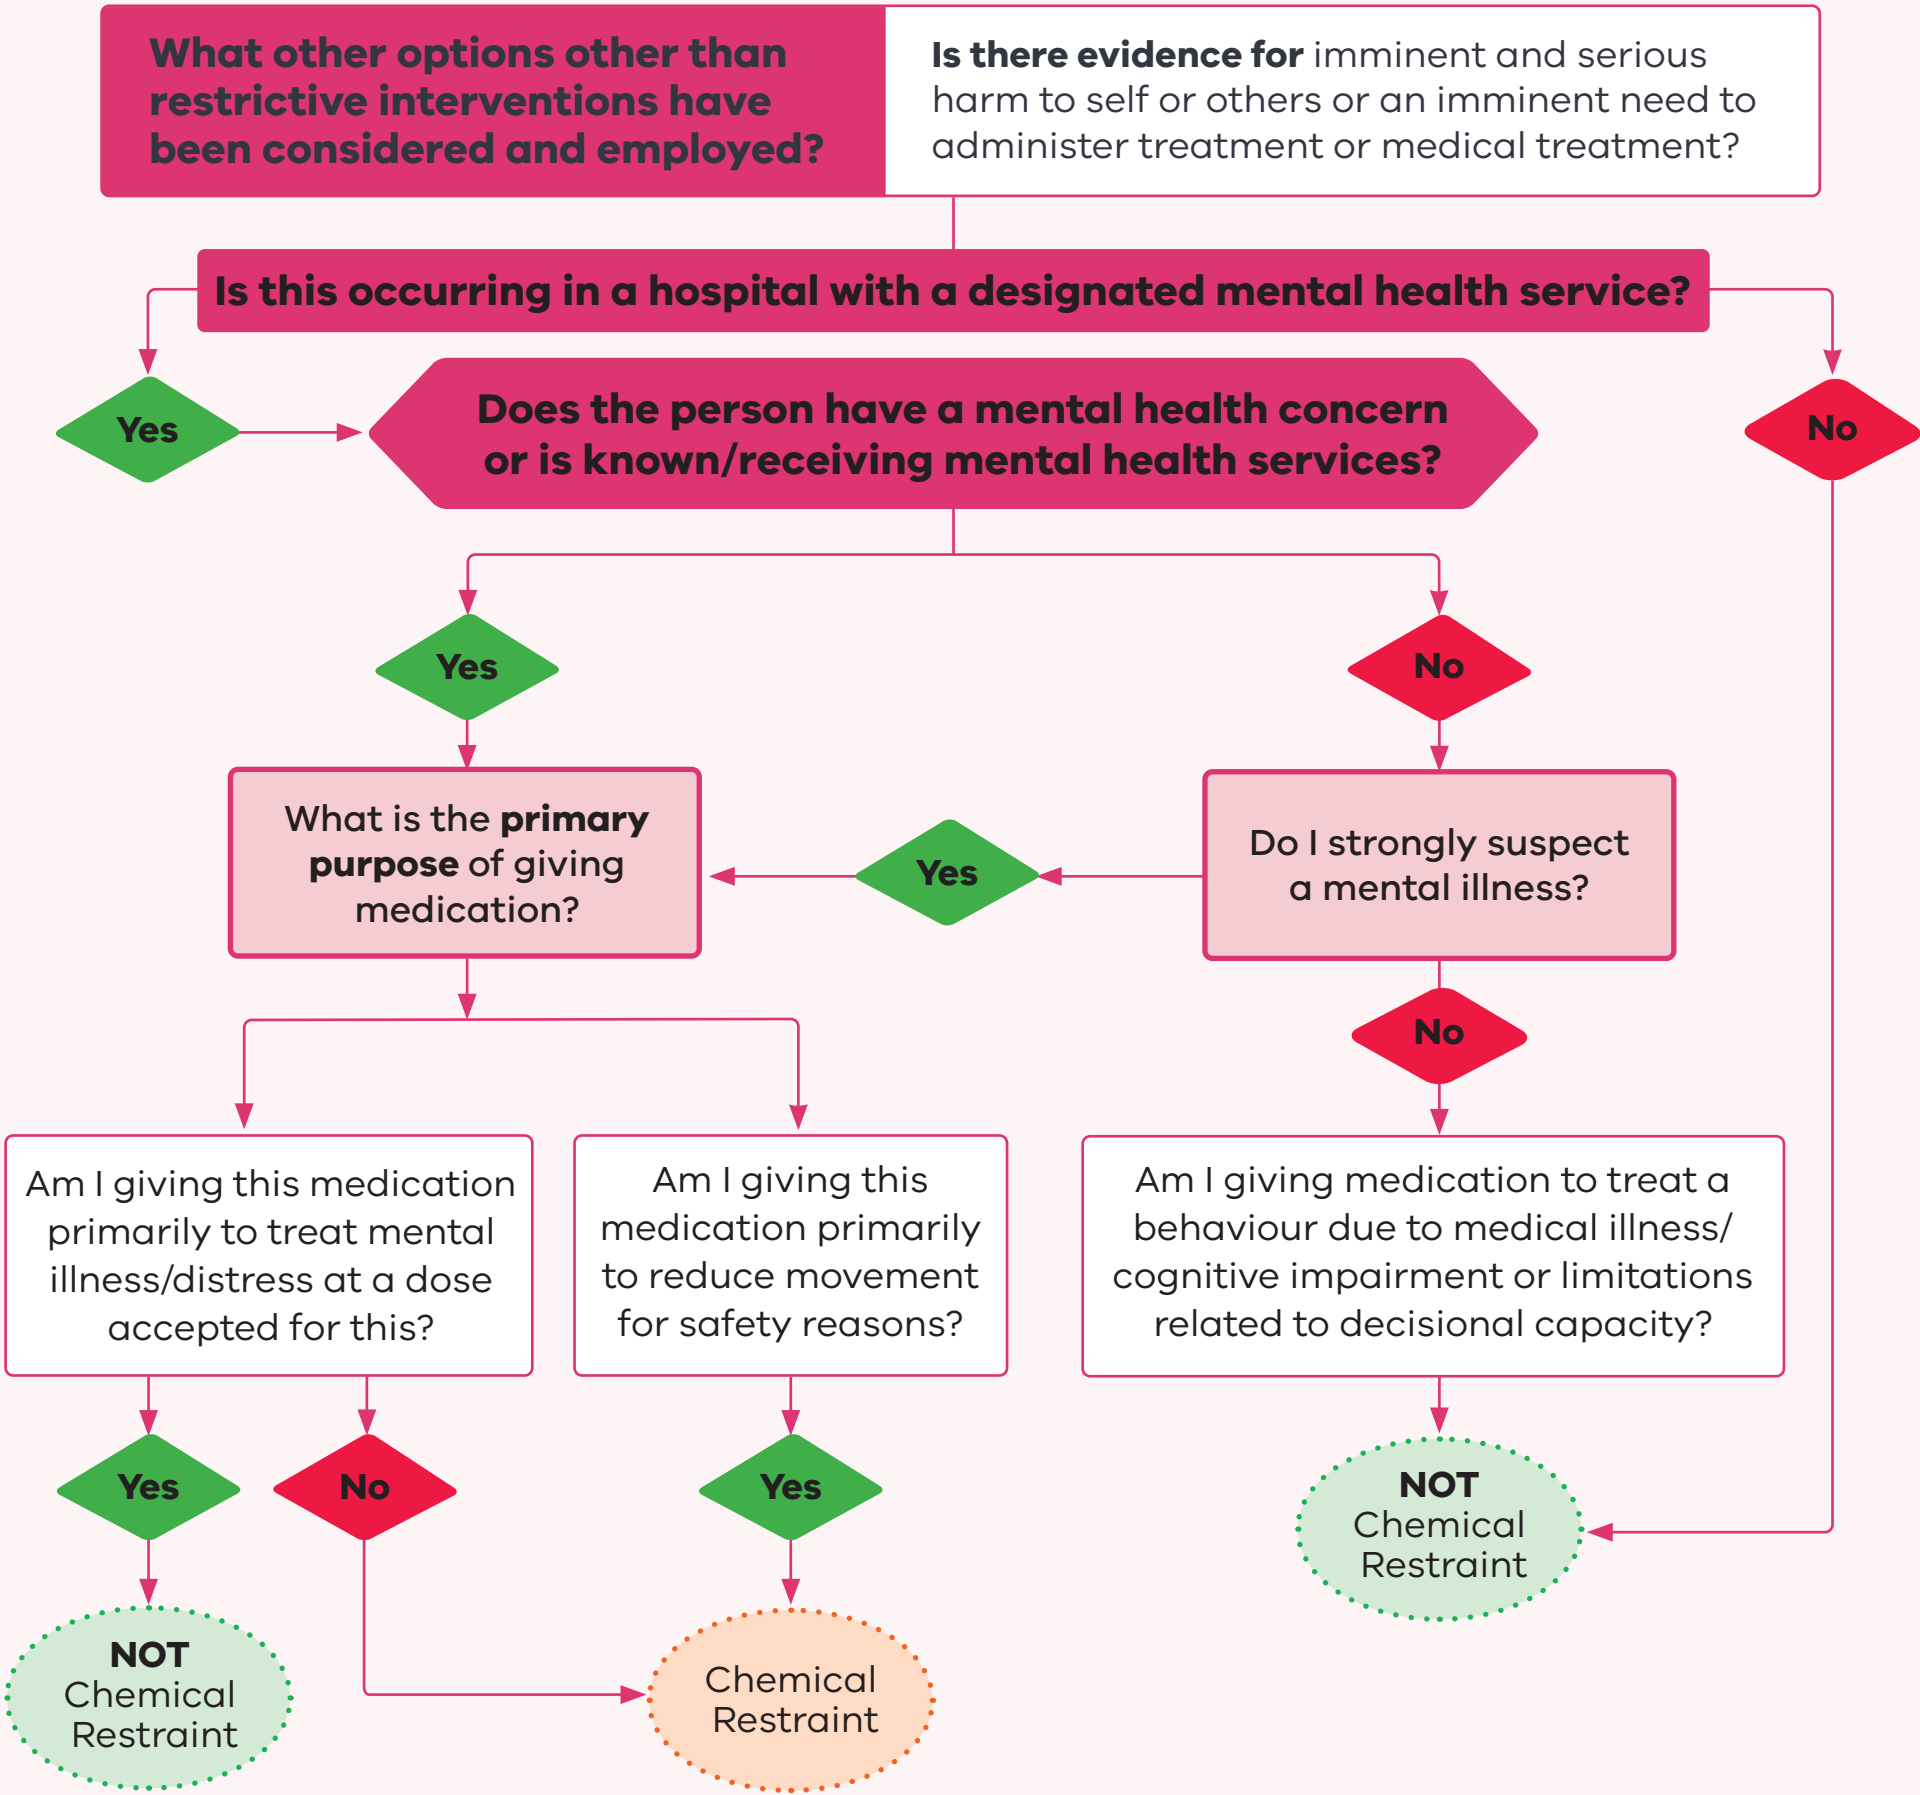 What other options other than
restrictive interventions have
been considered and employed?
Is there evidence for imminent and serious
harm to self or others or an imminent need to
administer treatment or medical treatment?
Is this occurring in a hospital with a designated mental health service?
Yes
Does the person have a mental health concern
or is known/receiving mental health services?
No
Yes
No
What is the primary
purpose of giving
medication?
Yes
Do I strongly suspect
a mental illness?
No
Am I giving this medication
primarily to treat mental
illness/distress at a dose
accepted for this?
Am I giving this
medication primarily
to reduce movement
for safety reasons?
Am I giving medication to treat a
behaviour due to medical illness/
cognitive impairment or limitations
related to decisional capacity?
Yes
No
Yes
NOT
Chemical
Restraint
NOT
Chemical
Restraint
Chemical
Restraint